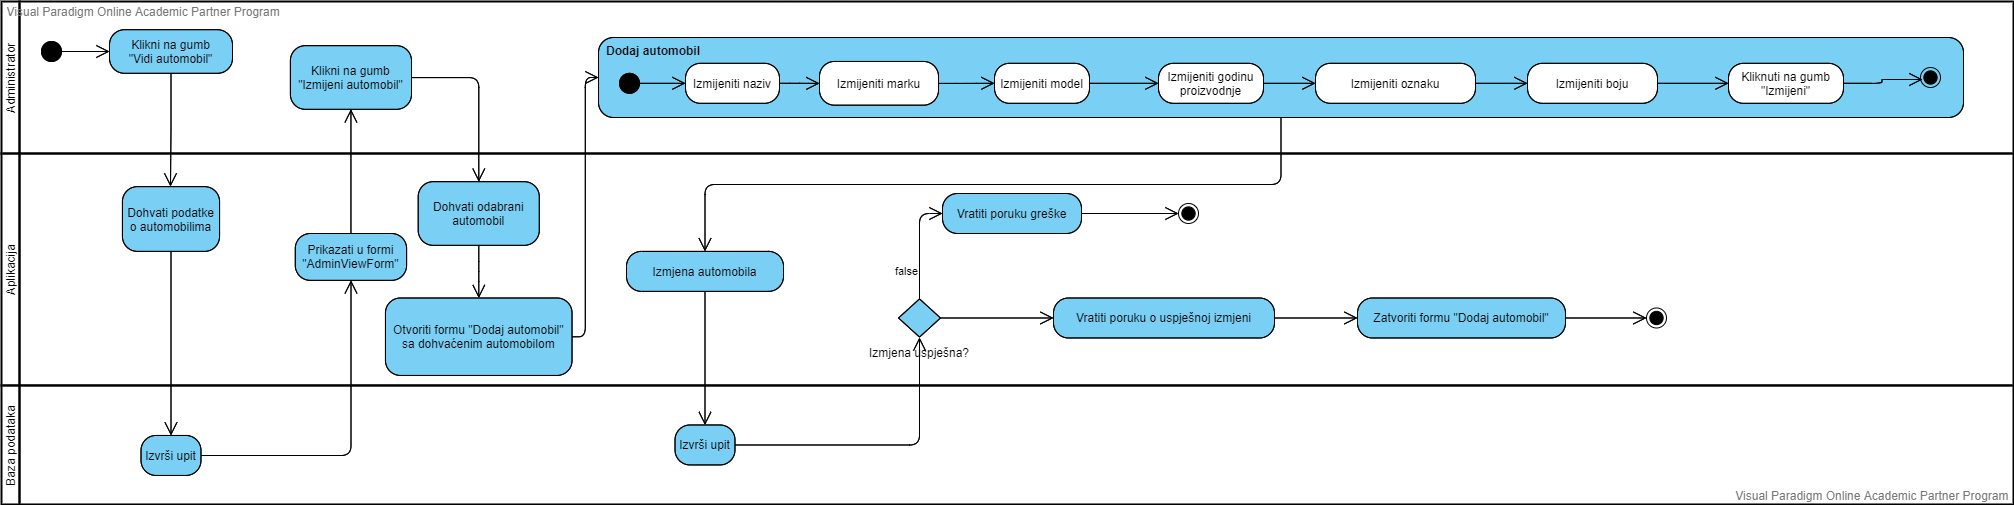 Visual Paradigm Online Academic Partner Program
Administrator
Klikni na gumb
"Vidi automobil"
Klikni na gumb
"Izmijeni automobil"
Dodaj automobil
Izmijeniti naziv
Izmijeniti marku
Izmijeniti model
Izmijeniti godinu
proizvodnje
Izmijeniti oznaku
Izmijeniti boju
Kliknuti na gumb
"Izmijeni"
Aplikacija
Dohvati podatke
o automobilima
Prikazati u formi
"AdminViewForm"
Dohvati odabrani
automobil
Otvoriti formu "Dodaj automobil"
sa dohvaćenim automobilom
Izmjena automobila
Vratiti poruku greške
false
Izmjena uspješna?
Vratiti poruku o uspješnoj izmjeni
Zatvoriti formu "Dodaj automobil"
Baza podataka
Izvrši upit
Izvrši upit
Visual Paradigm Online Academic Partner Program